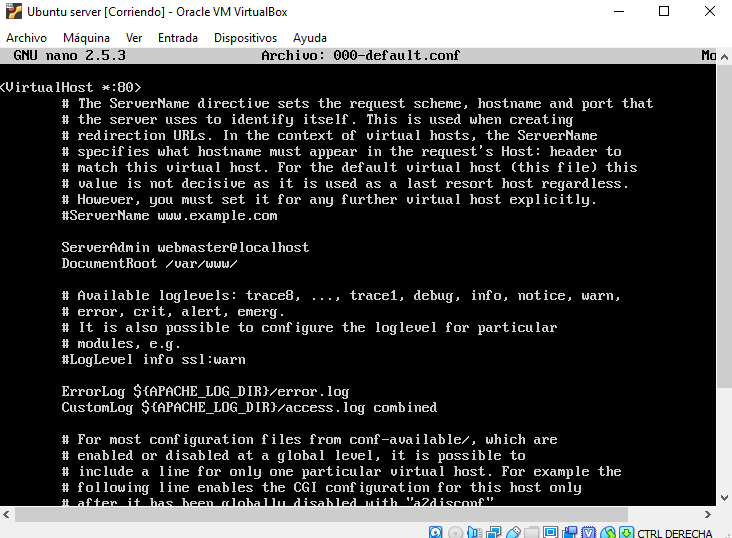 Ubuntu server [Corriendo] - Oracle VM VirtualBox
Archivo Máquina Ver Entrada Dispositivos Ayuda
GNU nano 2.5.3 Archivo: 000-default.conf Mo
<VirtualHost *:80>
# The ServerName directive sets the request scheme, hostname and port that
# the server uses to identify itself. This is used when creating
# redirection URLs. In the context of virtual hosts, the ServerName
# specifies what hostname must appear in the request's Host: header to
# match this virtual host. For the default virtual host (this file) this
# value is not decisive as it is used as a last resort host regardless.
# However, you must set it for any further virtual host explicitly.
#ServerName www.example.com
ServerAdmin webmaster@localhost
DocumentRoot /var/www/
# Available loglevels: trace8, ..., trace1, debug, info, notice, warn,
# error, crit, alert, emerg.
# It is also possible to configure the loglevel for particular
# modules, e.g.
#LogLevel info ssl:warn
ErrorLog ${APACHE_LOG_DIR}/error.log
CustomLog ${APACHE_LOG_DIR}/access.log combined
# For most configuration files from conf-available/, which are
# enabled or disabled at a global level, it is possible to
# include a line for only one particular virtual host. For example the
# following line enables the CGI configuration for this host only
# after it has been globally disabled with "a2disconf"
CTRL DERECHA